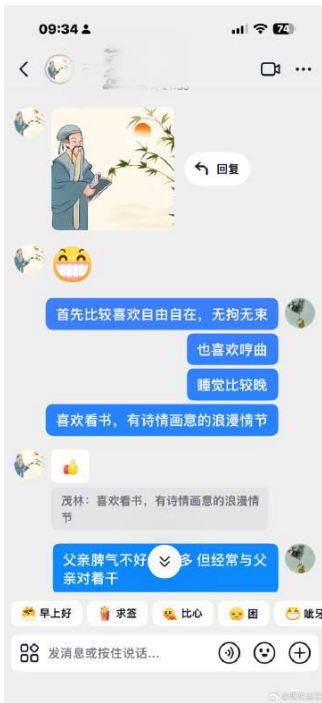 09:34
74
回复
首先比较喜欢自由自在，无拘无束
也喜欢哼曲
睡觉比较晚
喜欢看书，有诗情画意的浪漫情节
茂林：喜欢看书，有诗情画意的浪漫情
节
父亲脾气不好 多 但经常与父
亲对着干
早上好
求签
比心
困
呲牙
发消息或按住说话...